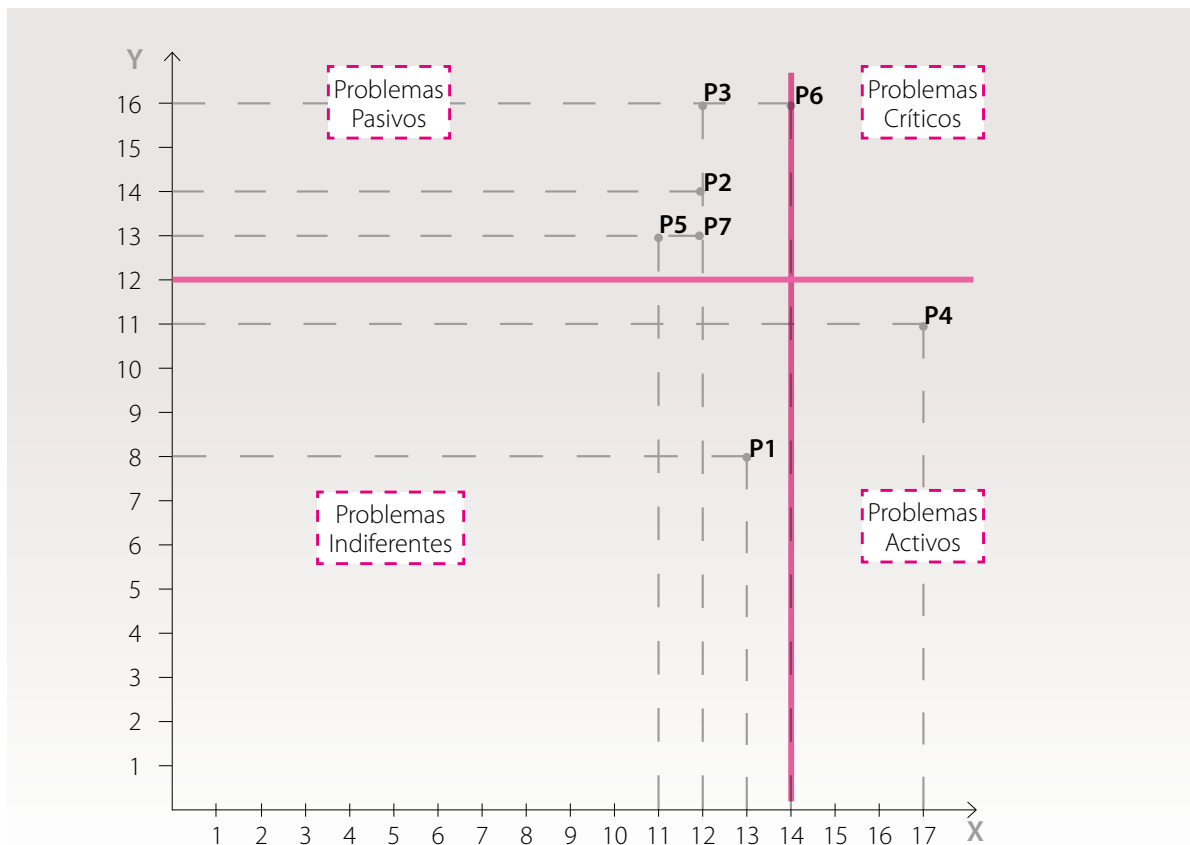 Y
Problemas
Pasivos
Problemas
Críticos
16
P3
P6
15
14
P2
13
P5
P7
12
11
P4
10
9
8
P1
7
Problemas
Indiferentes
Problemas
Activos
6
5
4
3
2
1
1 2 3 4 5 6 7 8 9 10 11 12 13 14 15 16 17
X